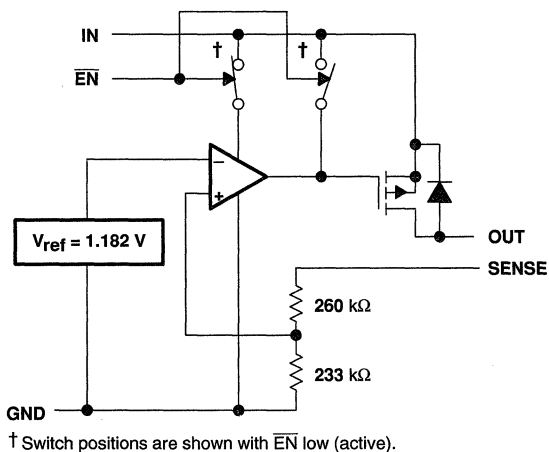 IN
†
†
EN
−
+
Vref = 1.182 V
OUT
SENSE
260 kΩ
233 kΩ
GND
† Switch positions are shown with EN low (active).